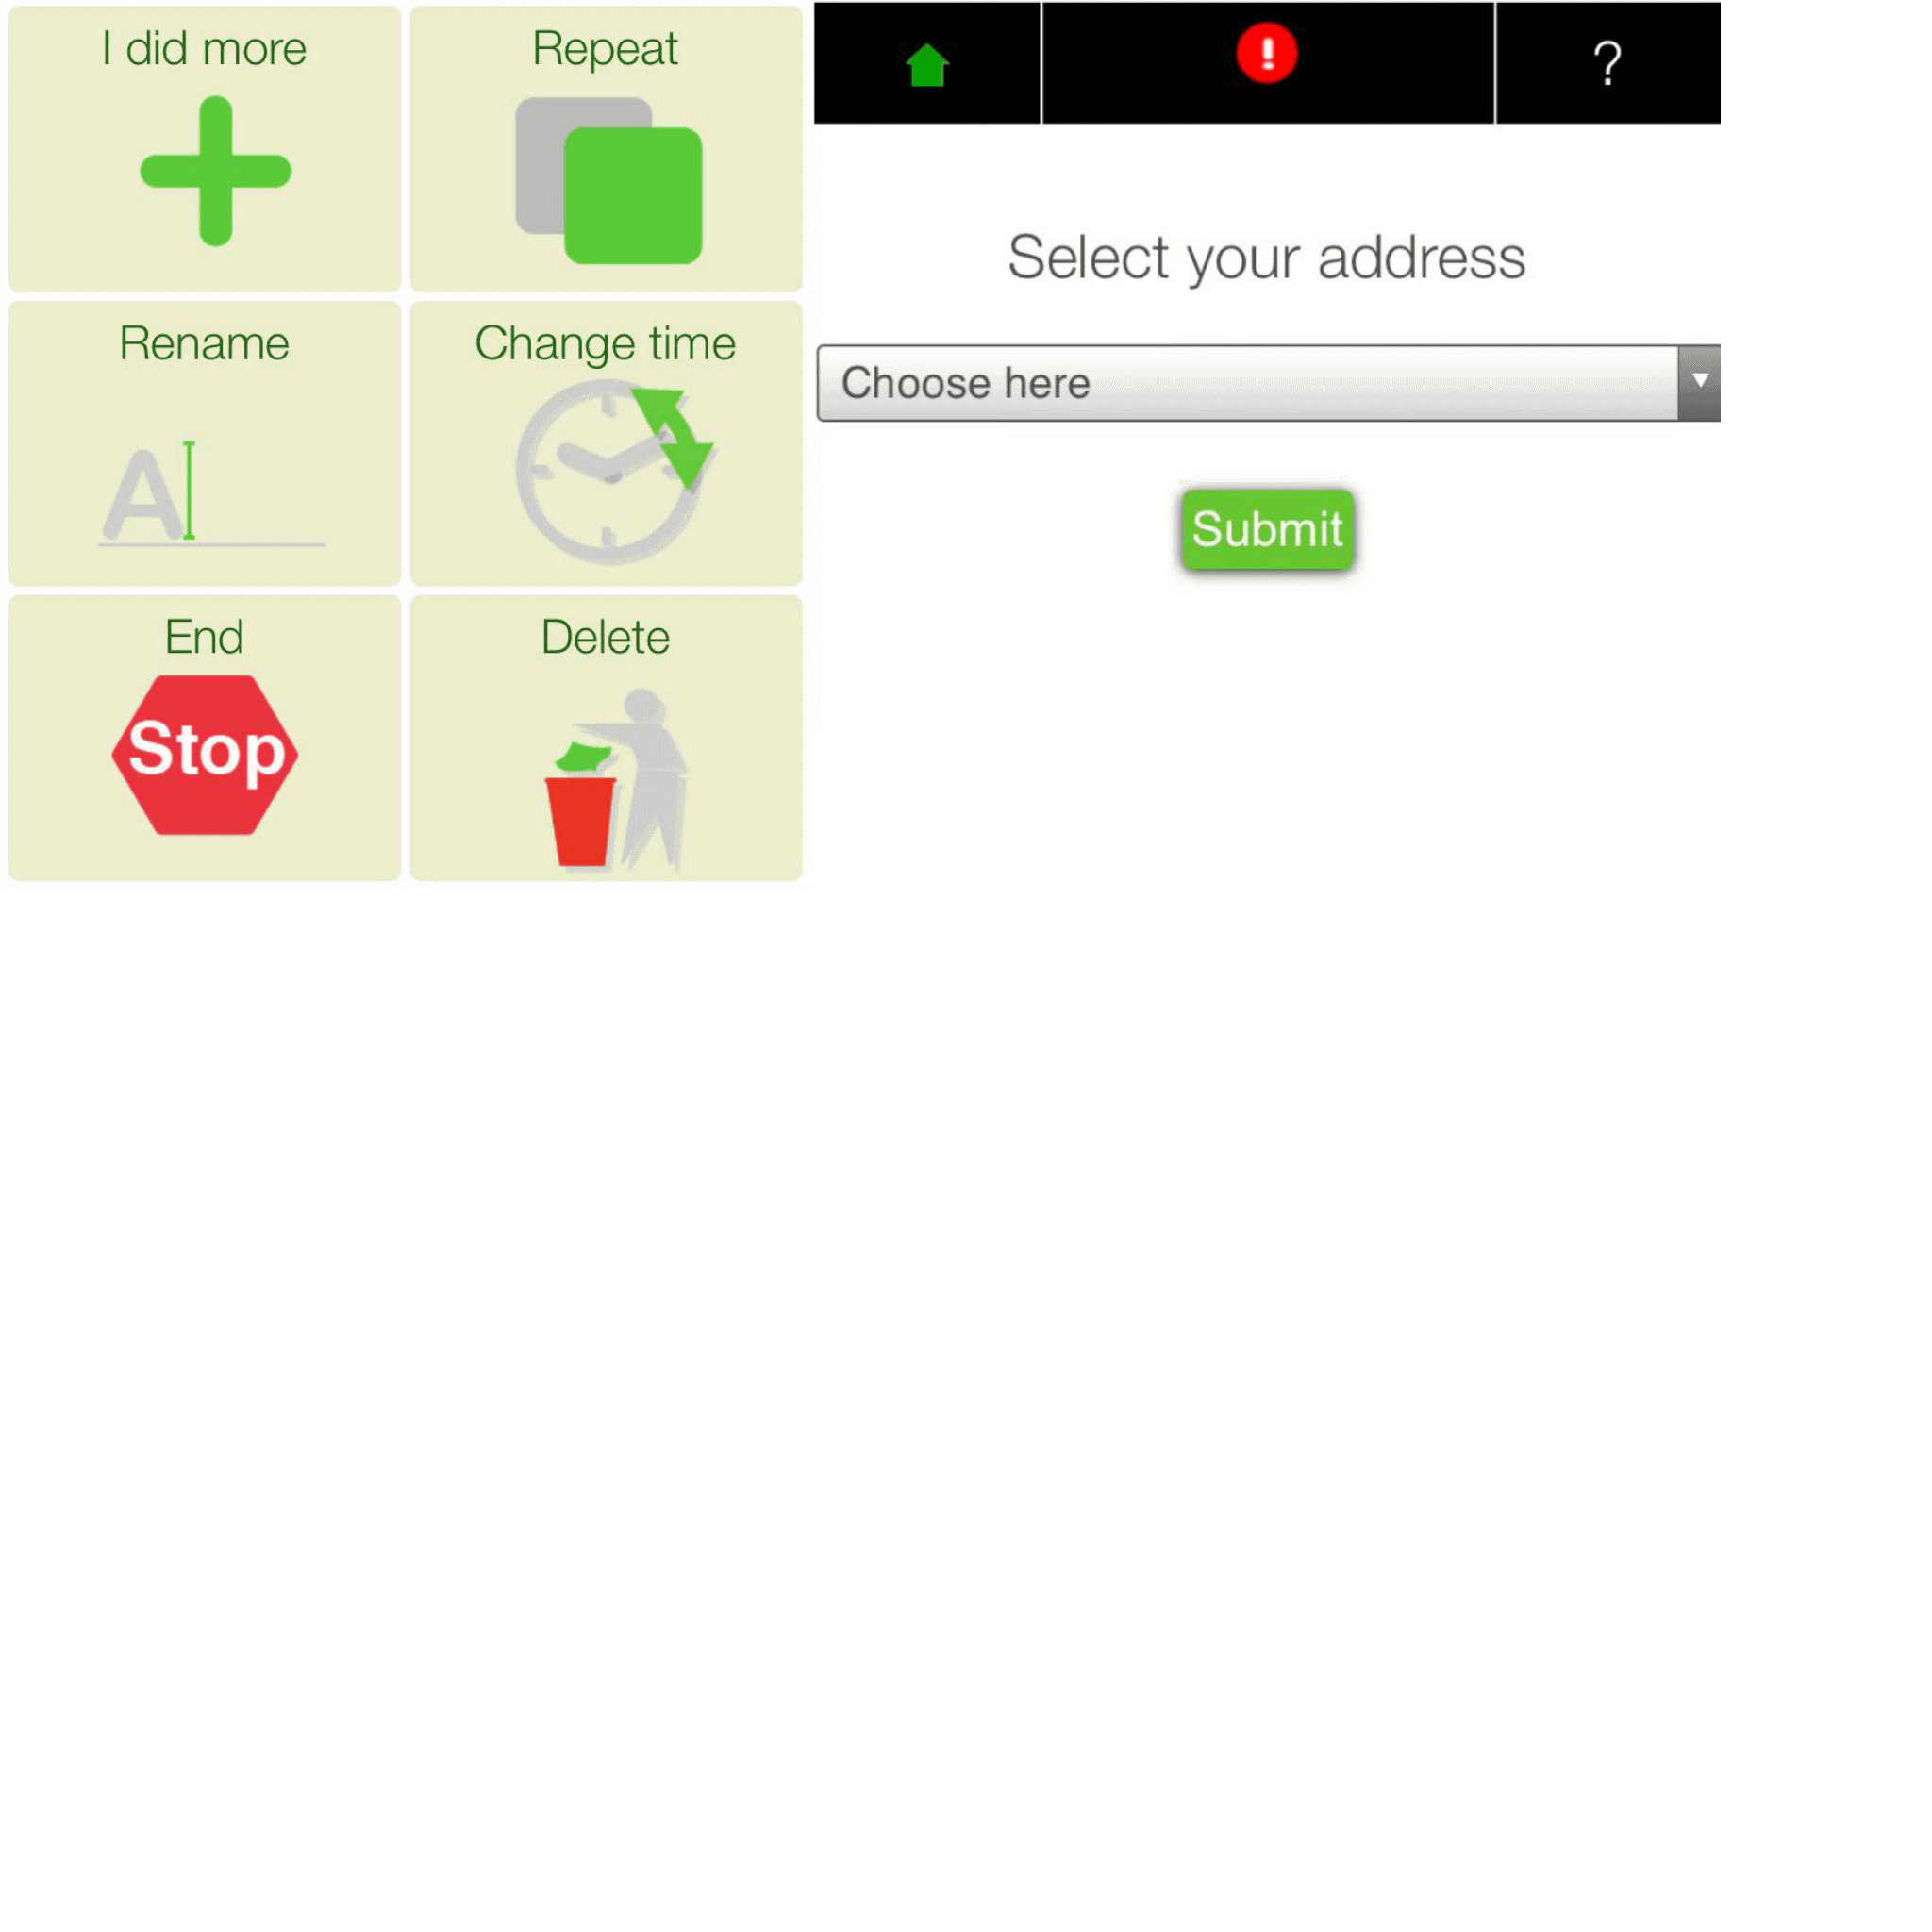 I did more
Repeat
Rename
Change time
A
End
Stop
Delete
!
?
Select your address
Choose here
Submit